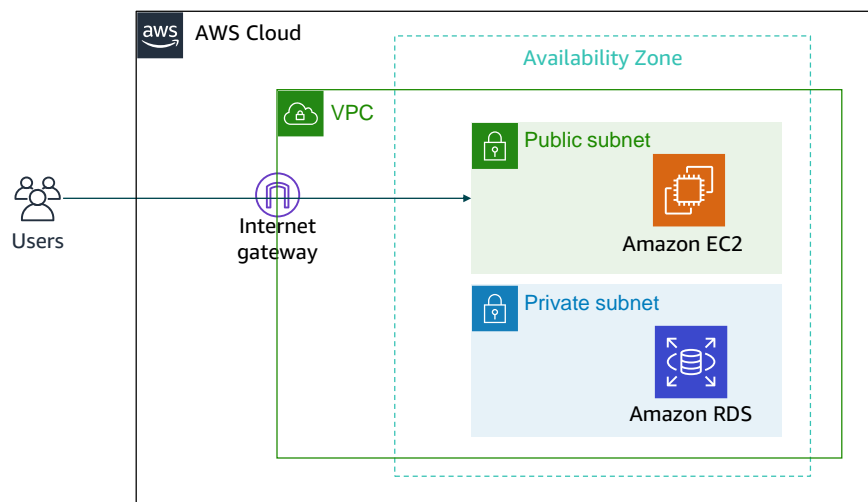 aws
AWS Cloud
Availability Zone
VPC
Public subnet
Amazon EC2
Users
Internet
gateway
Private subnet
Amazon RDS